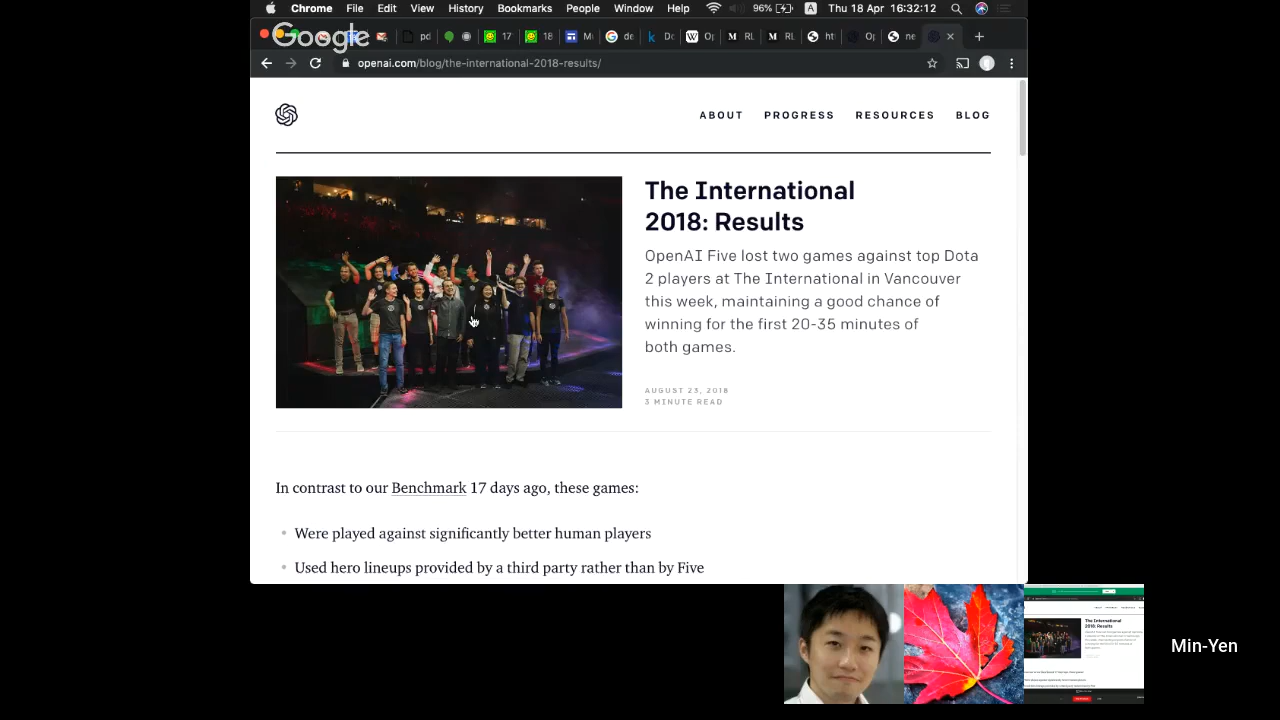 Chrome File Edit View History Bookmarks People Window Help 96% A Thu 18 Apr 16:32:12
Google
openai.com/blog/the-international-2018-results/
ABOUT PROGRESS RESOURCES BLOG
The International
2018: Results
OpenAI Five lost two games against top Dota
2 players at The International in Vancouver
this week, maintaining a good chance of
winning for the first 20-35 minutes of
both games.
AUGUST 23, 2018
3 MINUTE READ
In contrast to our Benchmark 17 days ago, these games:
Were played against significantly better human players
Used hero lineups provided by a third party rather than by Five
The International
2018: Results
Min-Yen